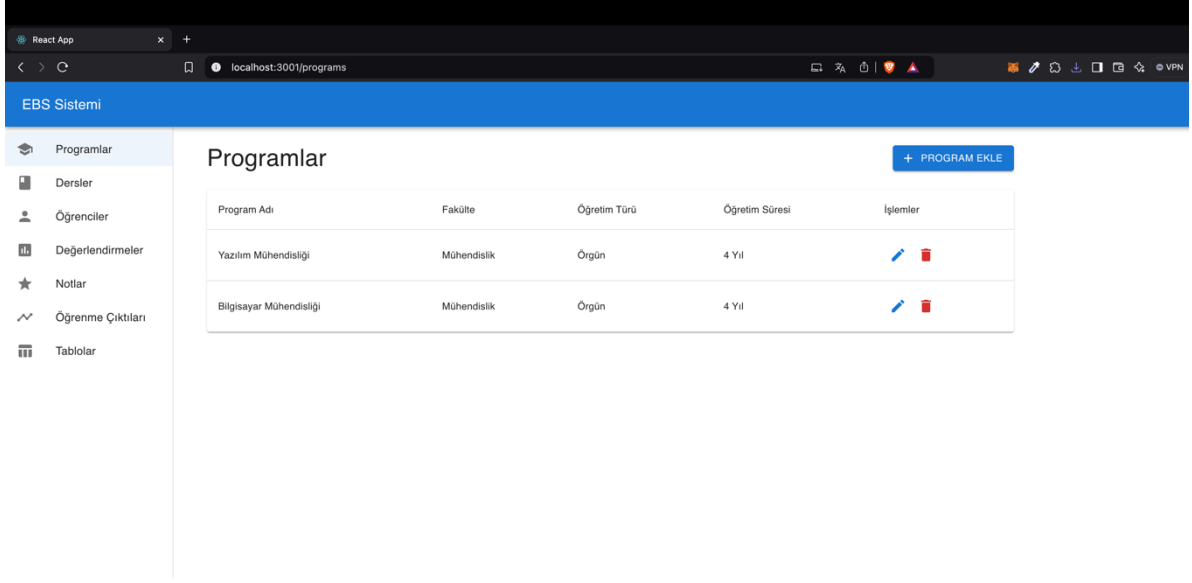 React App
localhost:3001/programs
VPN
EBS Sistemi
Programlar
Dersler
Öğrenciler
Değerlendirmeler
Notlar
Öğrenme Çıktıları
Tablolar
Programlar
+ PROGRAM EKLE
Program Adı Fakülte Öğretim Türü Öğretim Süresi İşlemler
Yazılım Mühendisliği Mühendislik Örgün 4 Yıl
Bilgisayar Mühendisliği Mühendislik Örgün 4 Yıl